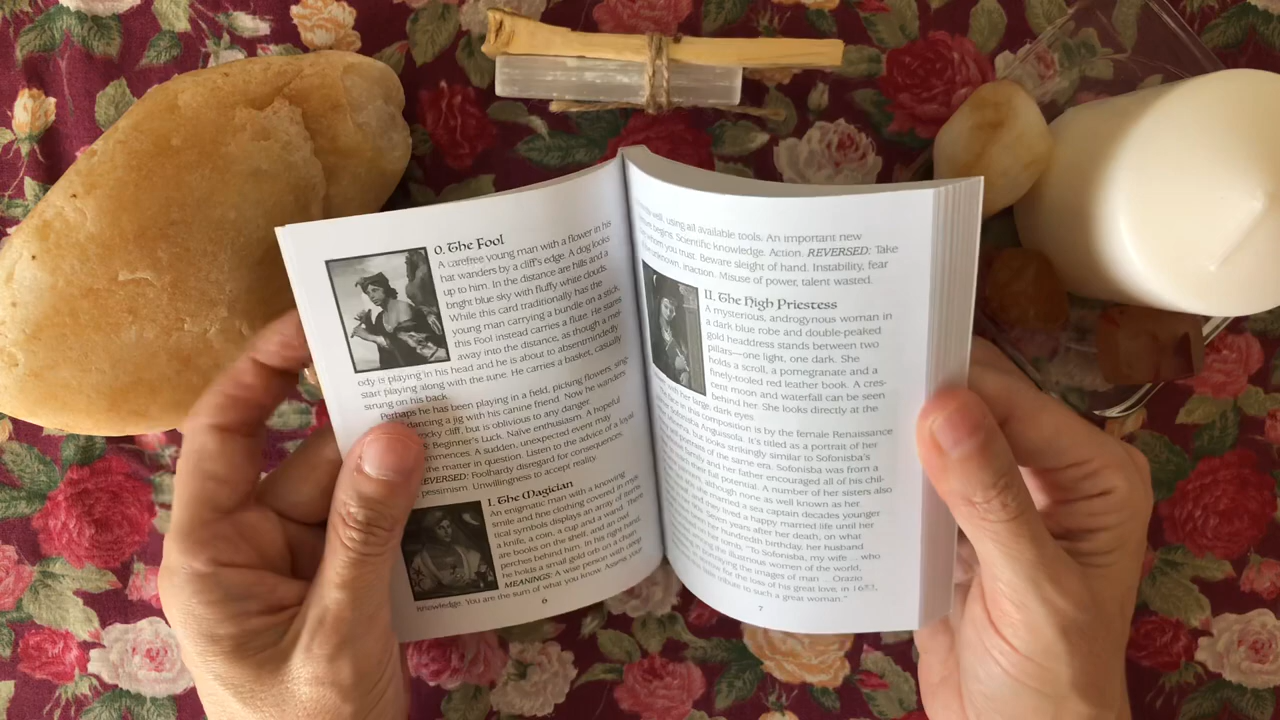 0. The Fool
A carefree young man with a flower in his
hat wanders by a cliff's edge. A dog looks
up to him. In the distance are hills and a
bright blue sky with fluffy white clouds.
While this card traditionally has the
young man carrying a bundle on a stick,
this Fool instead carries a flute. He stares
away into the distance, as though a mel-
ody is playing in his head and he is about to absentmindedly
start playing along with the tune. He carries a basket, casually
strung on his back.
Perhaps he has been playing in a field, picking flowers, sing-
dancing a jig with his canine friend. Now he wanders
rocky cliff, but is oblivious to any danger.
Beginner's Luck. Naïve enthusiasm. A hopeful
A sudden, unexpected event may
the matter in question. Listen to the advice of a loyal
REVERSED: Foolhardy disregard for consequences.
pessimism. Unwillingness to accept reality.
I. The Magician
An enigmatic man with a knowing
smile and fine clothing covered in mys-
tical symbols displays an array of items:
a knife, a coin, a cup and a wand. There
are books on the shelf, and an owl
perches behind him. In his right hand,
he holds a small gold orb on a chain.
MEANINGS: A wise person with deep
knowledge. You are the sum of what you know. Assess your
6
well, using all available tools. An important new
begins. Scientific knowledge. Action. REVERSED: Take
whom you trust. Beware sleight of hand. Instability, fear
unknown, inaction. Misuse of power, talent wasted.
II. The High Priestess
A mysterious, androgynous woman in
a dark blue robe and double-peaked
gold headdress stands between two
pillars—one light, one dark. She
holds a scroll, a pomegranate and a
finely-tooled red leather book. A cres-
cent moon and waterfall can be seen
behind her. She looks directly at the
with her large, dark eyes.
face in this composition is by the female Renaissance
Sofonisba Anguissola. It's titled as a portrait of her
but looks strikingly similar to Sofonisba's
portrait of the same era. Sofonisba was from a
family and her father encouraged all of his chil-
their full potential. A number of her sisters also
although none as well known as her.
she married a sea captain decades younger
and they lived a happy married life until her
Seven years after her death, on what
her hundredth birthday, her husband
on her tomb, "To Sofonisba, my wife ... who
among the illustrious women of the world,
portraying the images of man ... Orazio
for the loss of his great love, in 1632,
little tribute to such a great woman."
7